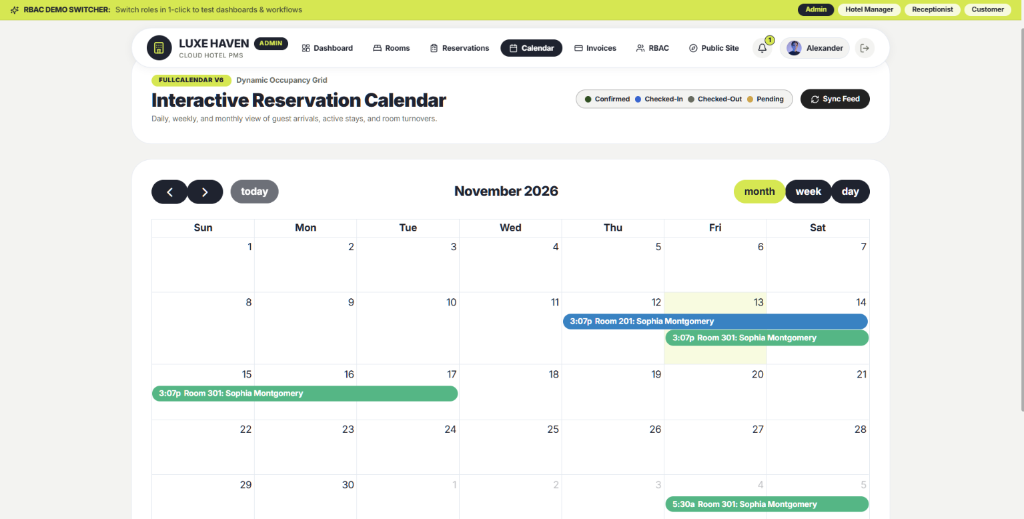 RBAC DEMO SWITCHER: Switch roles in 1-click to test dashboards & workflows
Admin Hotel Manager Receptionist Customer
LUXE HAVEN ADMIN
CLOUD HOTEL PMS
Dashboard Rooms Reservations Calendar Invoices RBAC Public Site 1 Alexander
FULLCALENDAR V6 Dynamic Occupancy Grid
Interactive Reservation Calendar
Daily, weekly, and monthly view of guest arrivals, active stays, and room turnovers.
Confirmed Checked-In Checked-Out Pending Sync Feed
today November 2026 month week day
Sun Mon Tue Wed Thu Fri Sat
1 2 3 4 5 6 7
8 9 10 11 12 13 14
3:07p Room 201: Sophia Montgomery
3:07p Room 301: Sophia Montgomery
15 16 17 18 19 20 21
3:07p Room 301: Sophia Montgomery
22 23 24 25 26 27 28
29 30 1 2 3 4 5
5:30a Room 301: Sophia Montgomery